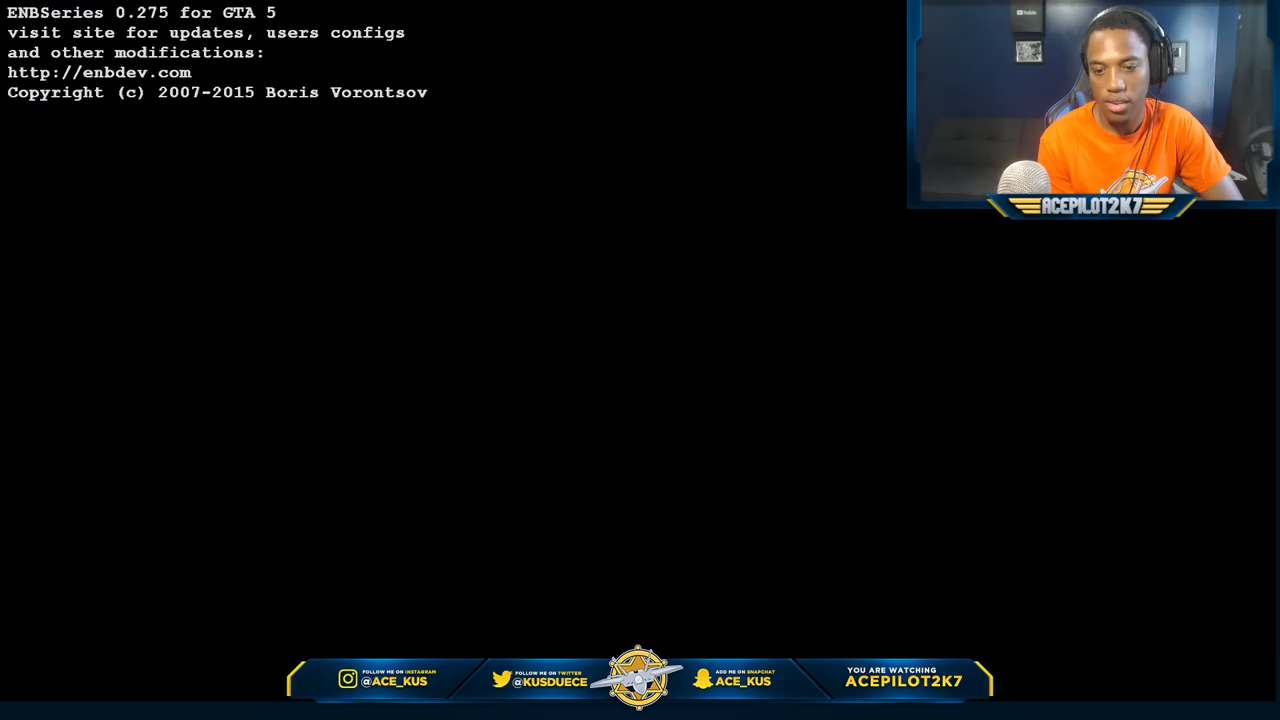 ENBSeries 0.275 for GTA 5
visit site for updates, users configs
and other modifications:
http://enbdev.com
Copyright (c) 2007-2015 Boris Vorontsov
YouTube
ACEPILOT2K7
FOLLOW ME ON INSTAGRAM
@ACE_KUS
FOLLOW ME ON TWITTER
@KUSDUECE
ADD ME ON SNAPCHAT
ACE_KUS
YOU ARE WATCHING
ACEPILOT2K7